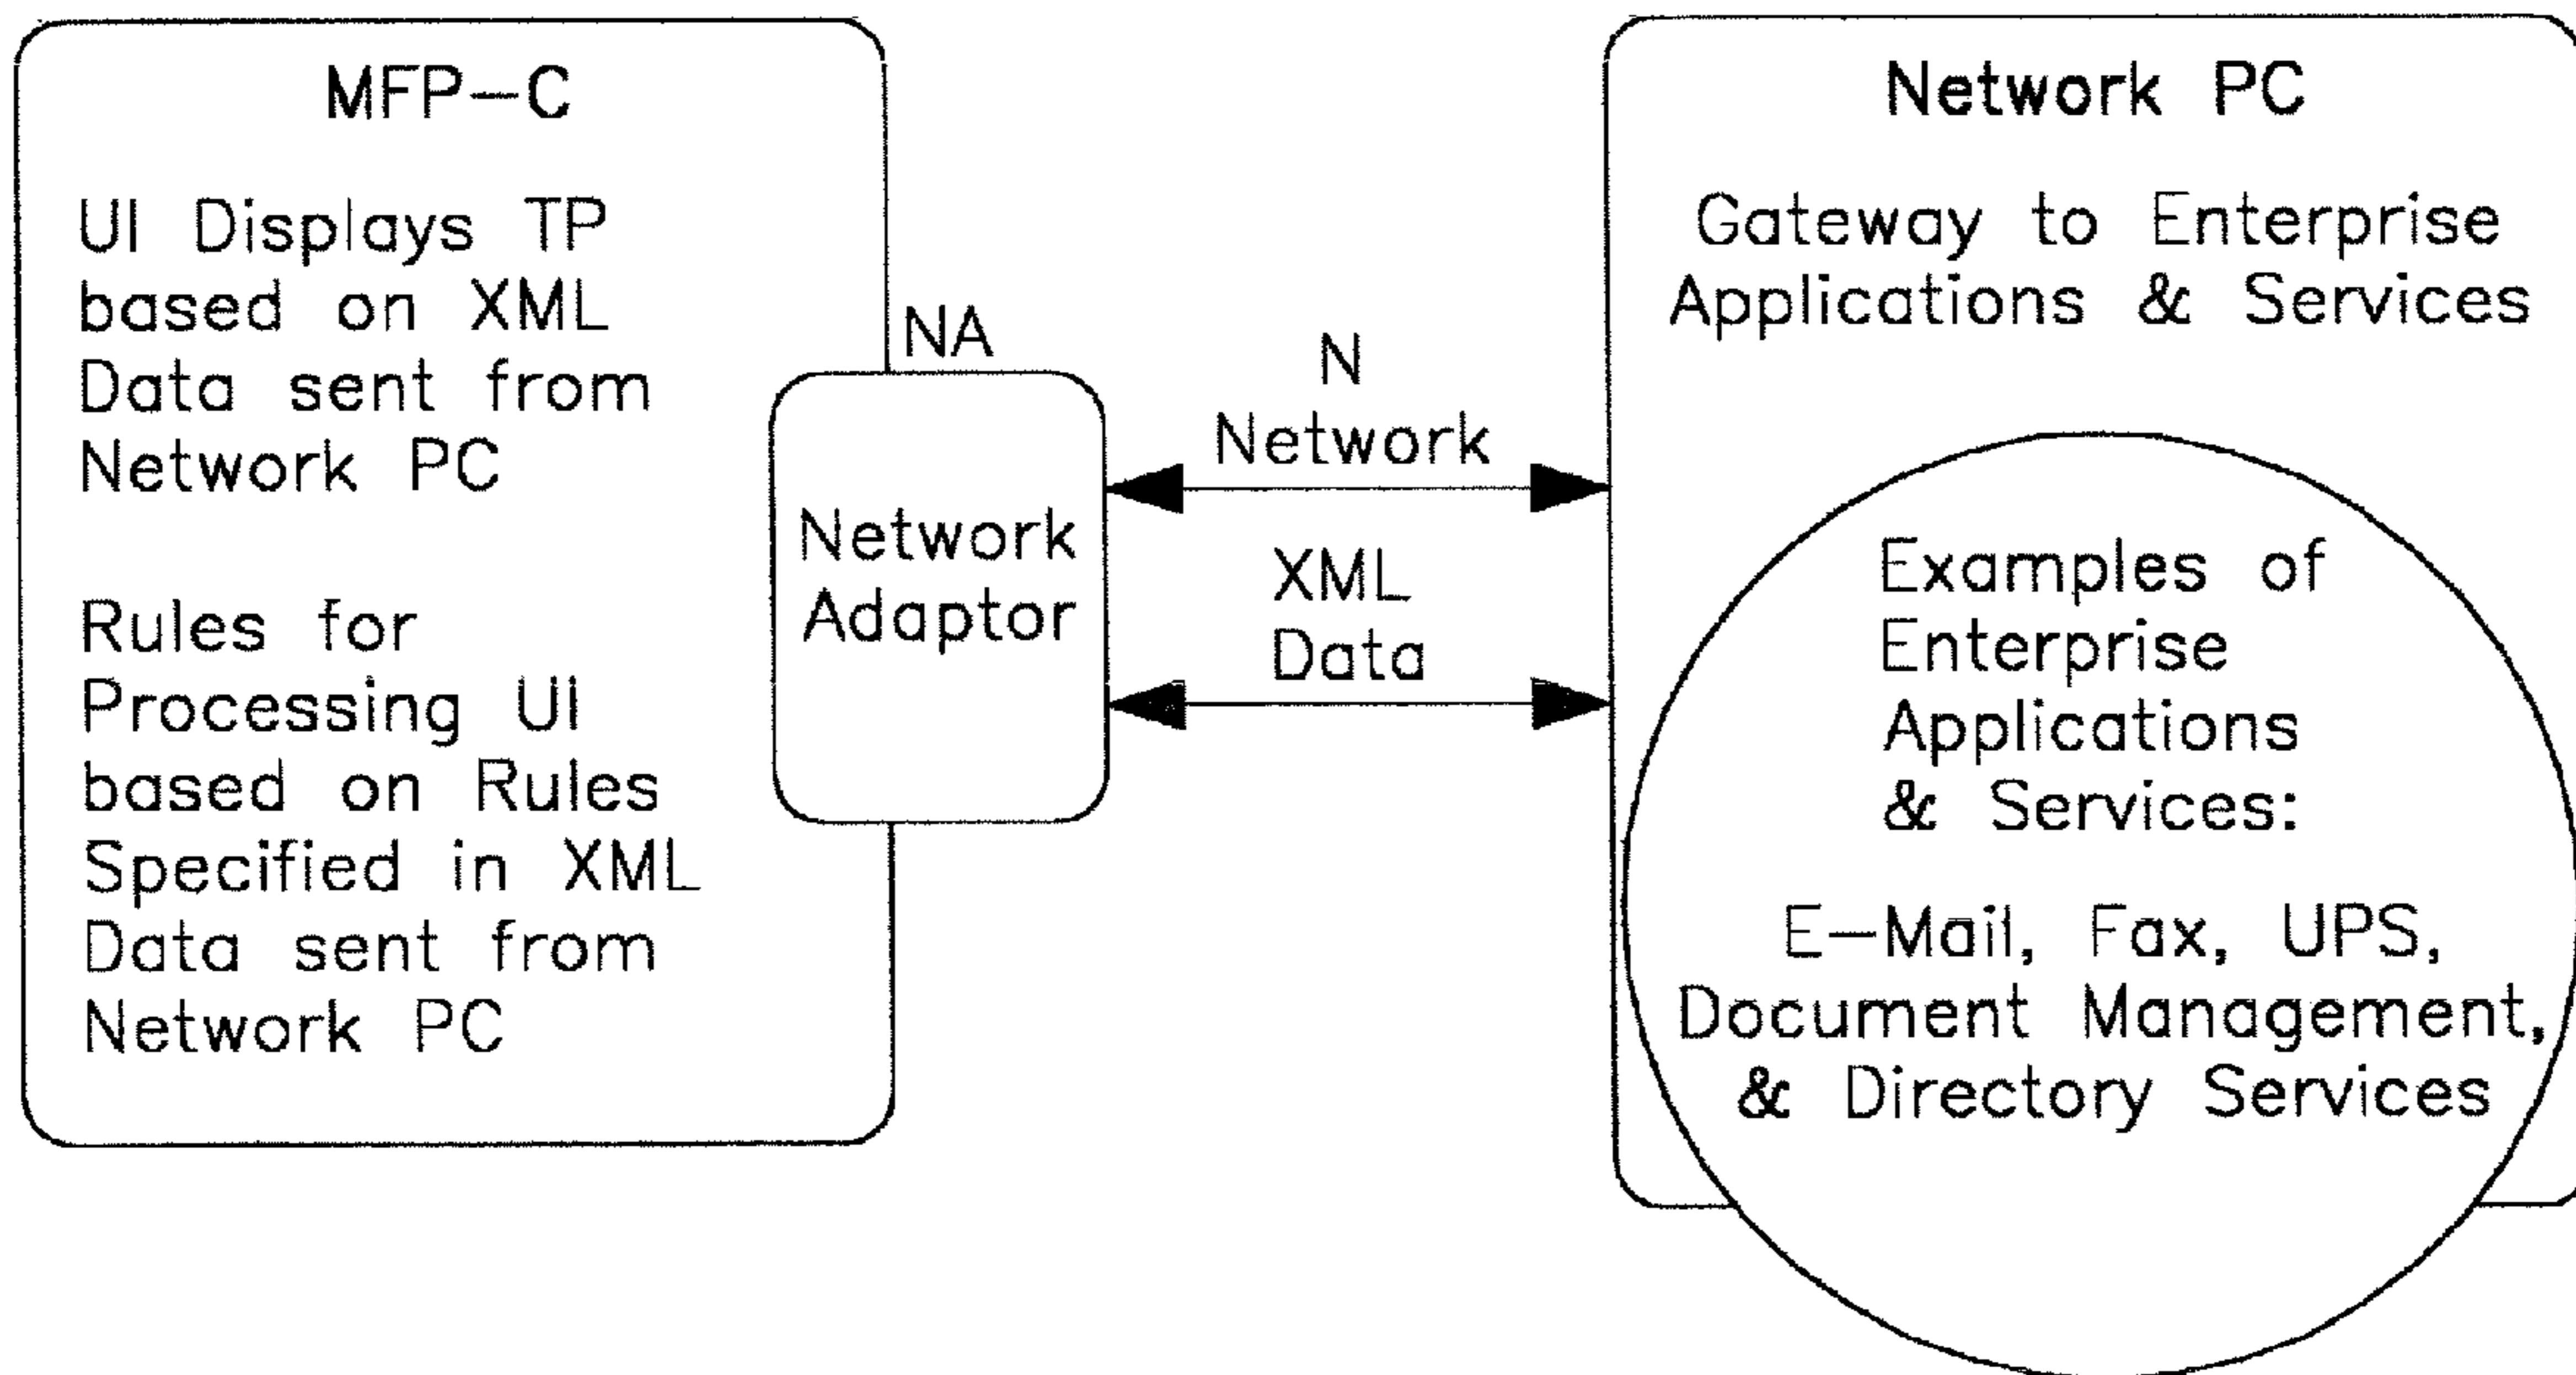 MFP-C
UI Displays TP
based on XML
Data sent from
Network PC
Rules for
Processing UI
based on Rules
Specified in XML
Data sent from
Network PC
NA
Network
Adaptor
N
Network
XML
Data
Network PC
Gateway to Enterprise
Applications & Services
Examples of
Enterprise
Applications
& Services:
E-Mail, Fax, UPS,
Document Management,
& Directory Services